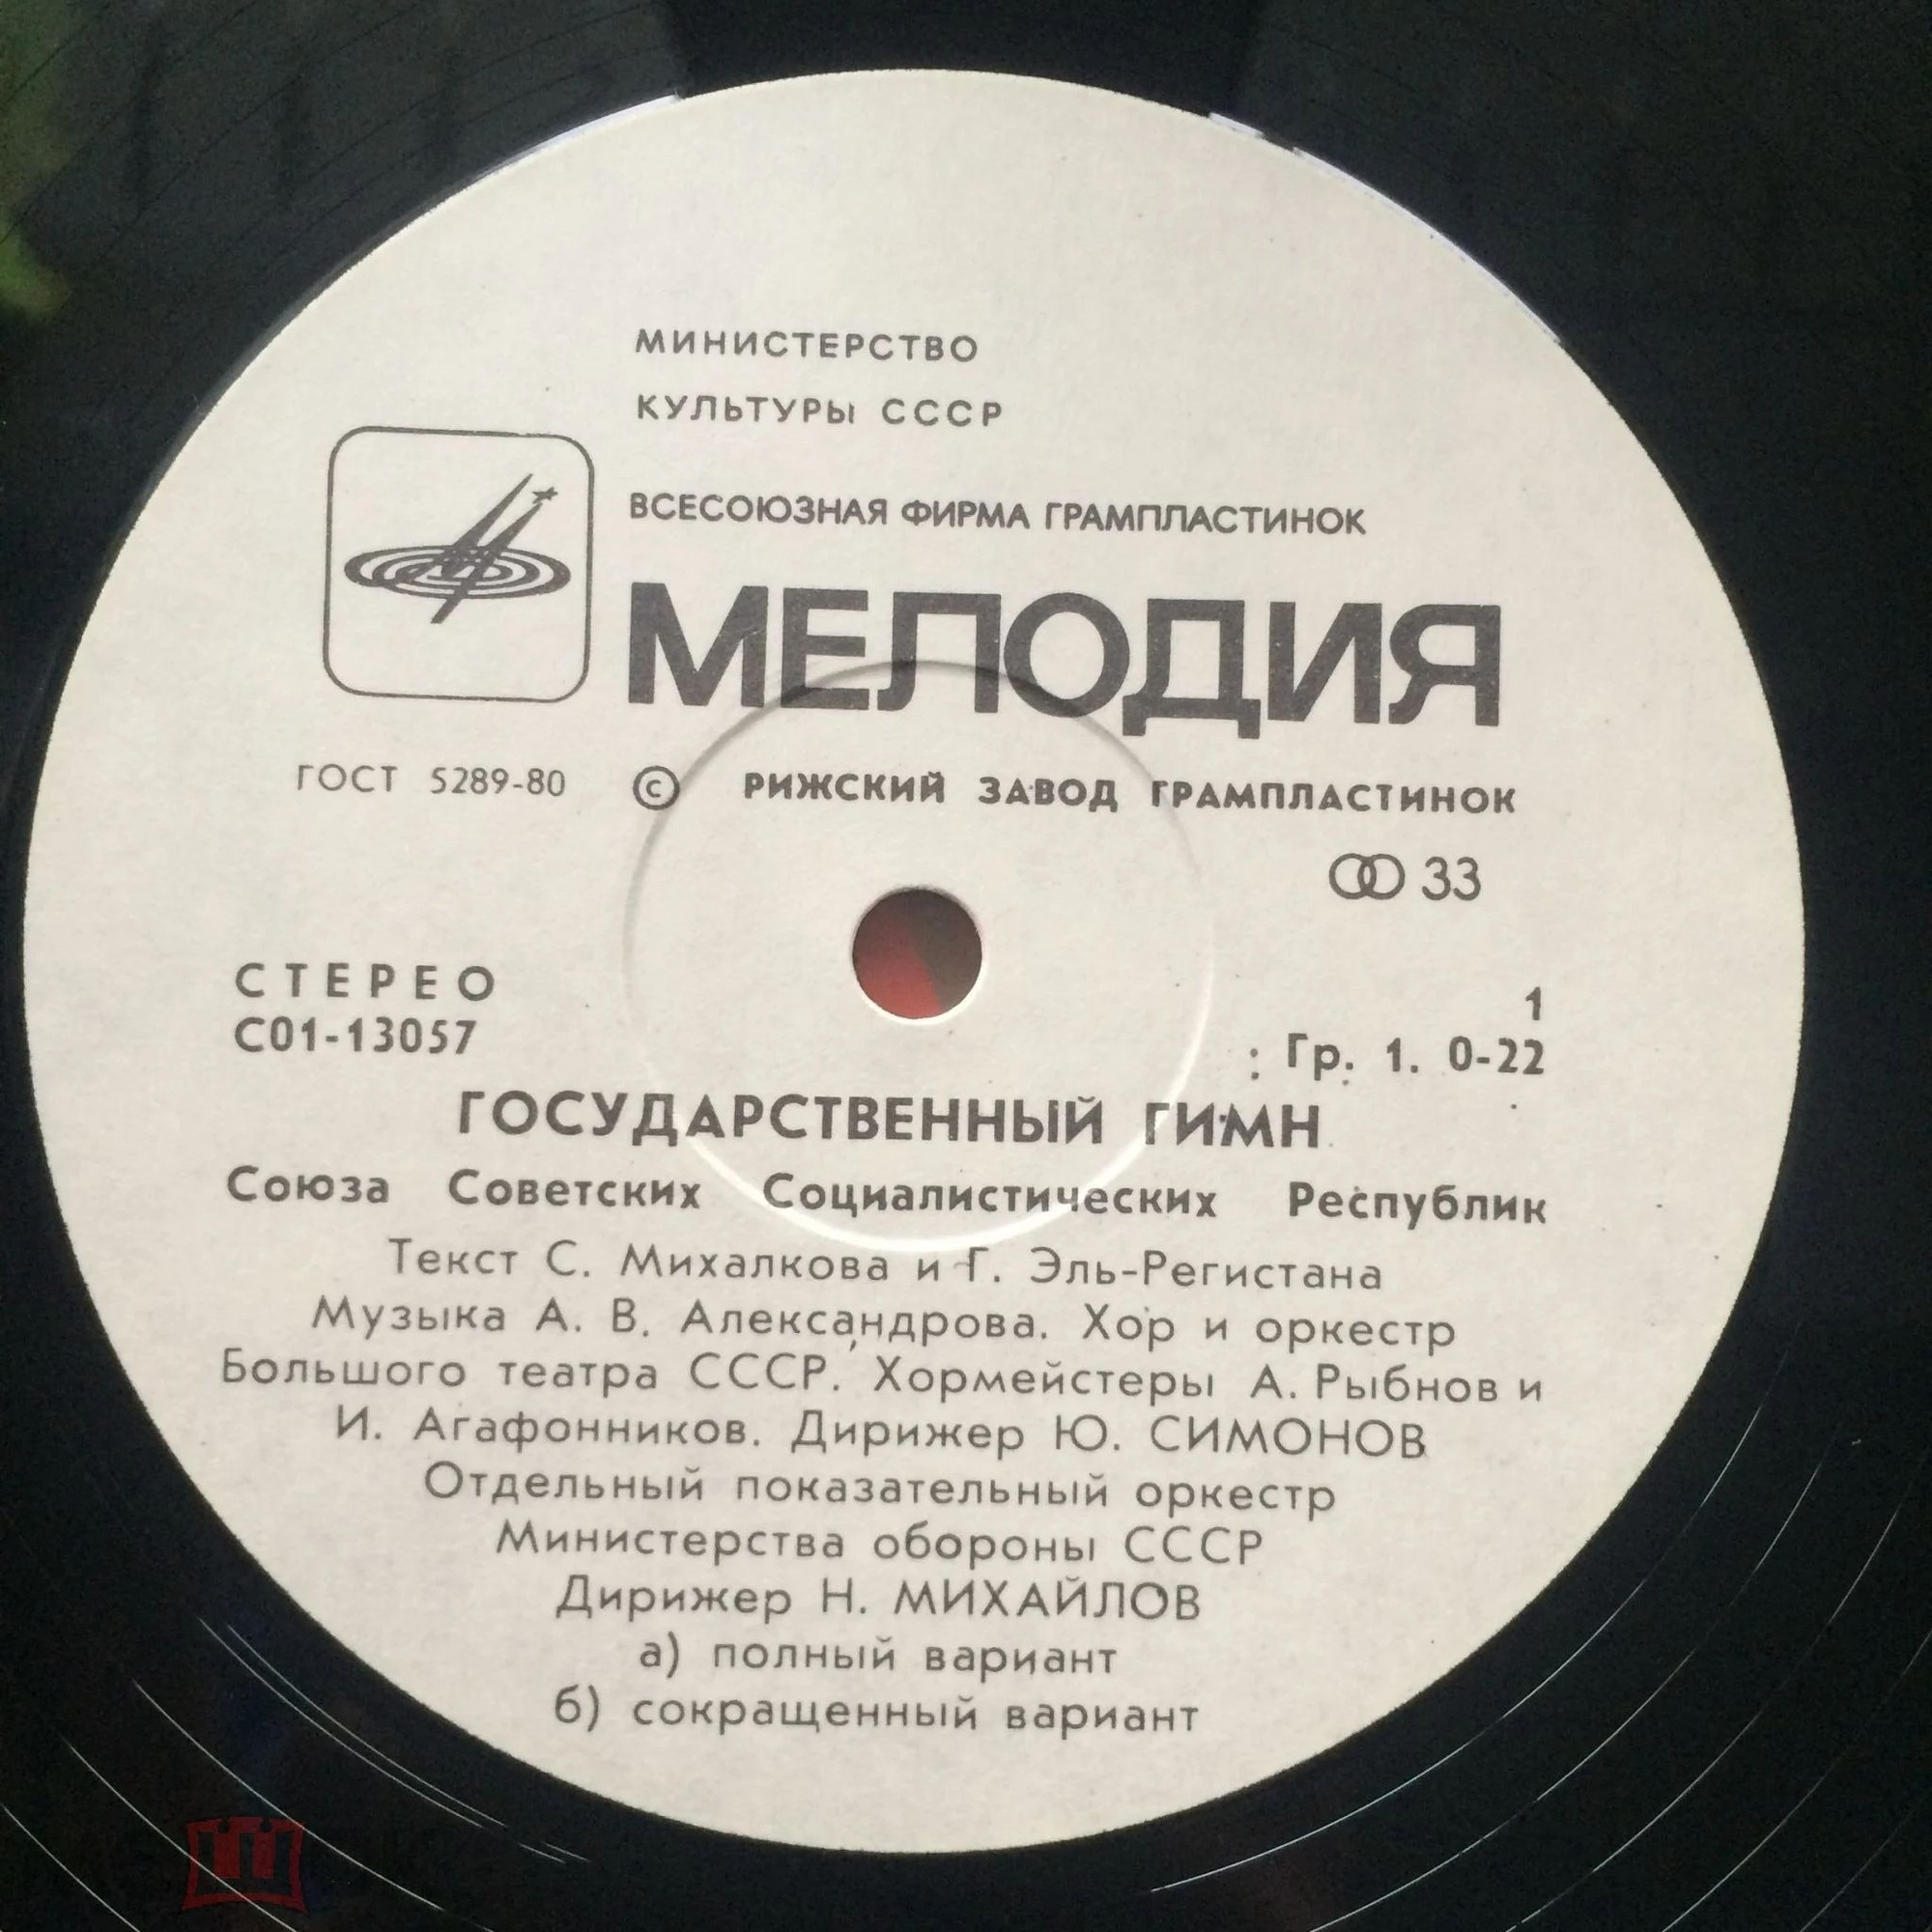 МИНИСТЕРСТВО
КУЛЬТУРЫ СССР
ВСЕСОЮЗНАЯ ФИРМА ГРАМПЛАСТИНОК
МЕЛОДИЯ
ГОСТ 5289-80 © РИЖСКИЙ ЗАВОД ГРАМПЛАСТИНОК
33
СТЕРЕО
1
С01-13057
Гр. 1. 0-22
ГОСУДАРСТВЕННЫЙ ГИМН
Союза Советских Социалистических Республик
Текст С. Михалкова и Г. Эль-Регистана
Музыка А. В. Александрова. Хор и оркестр
Большого театра СССР. Хормейстеры А. Рыбнов и
И. Агафонников. Дирижер Ю. СИМОНОВ
Отдельный показательный оркестр
Министерства обороны СССР
Дирижер Н. МИХАЙЛОВ
а) полный вариант
б) сокращенный вариант